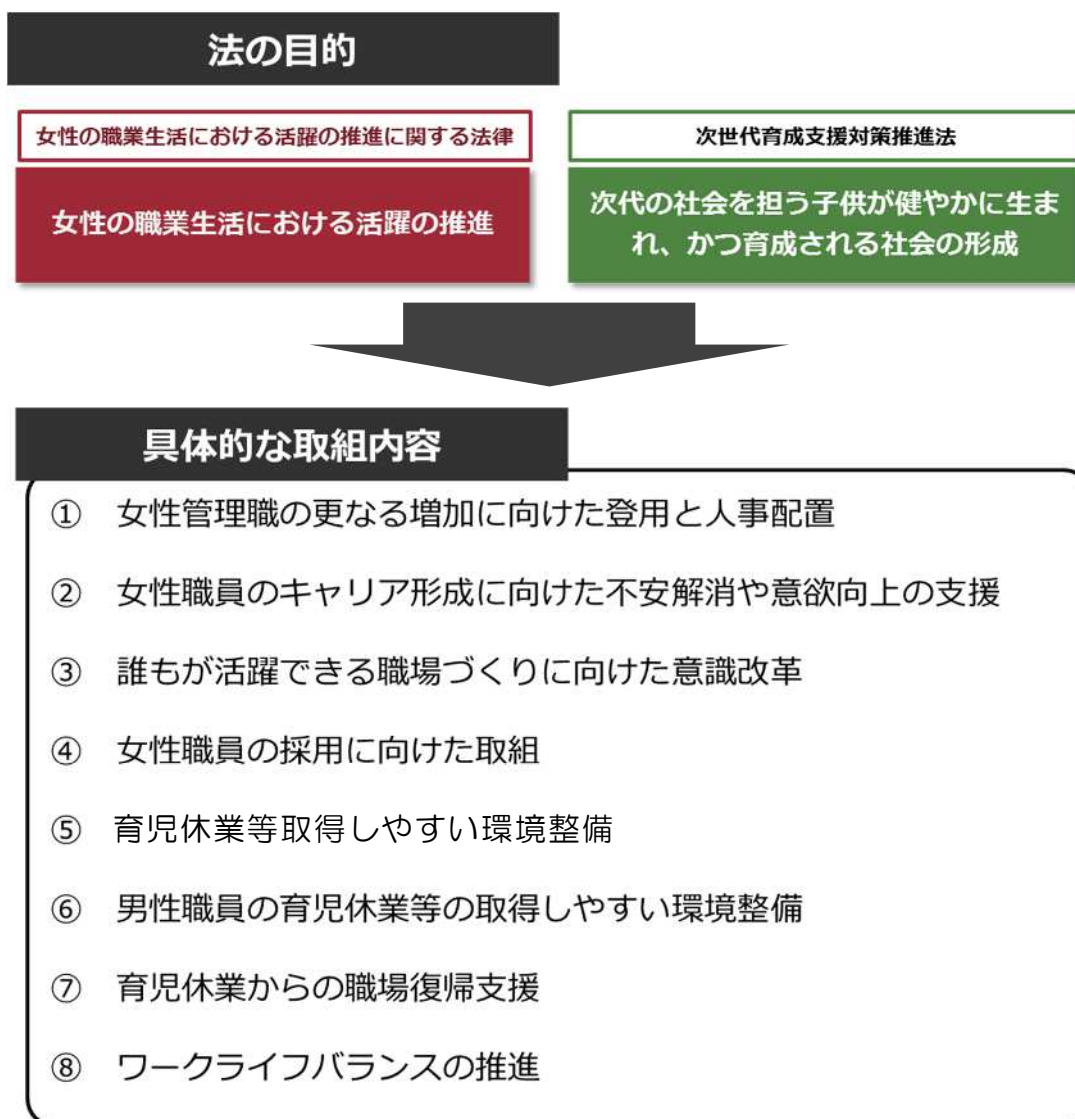 法の目的
女性の職業生活における活躍の推進に関する法律
次世代育成支援対策推進法
女性の職業生活における活躍の推進
次代の社会を担う子供が健やかに生ま
れ、かつ育成される社会の形成
具体的な取組内容
① 女性管理職の更なる増加に向けた登用と人事配置
② 女性職員のキャリア形成に向けた不安解消や意欲向上の支援
③ 誰もが活躍できる職場づくりに向けた意識改革
④ 女性職員の採用に向けた取組
⑤ 育児休業等取得しやすい環境整備
⑥ 男性職員の育児休業等の取得しやすい環境整備
⑦ 育児休業からの職場復帰支援
⑧ ワークライフバランスの推進